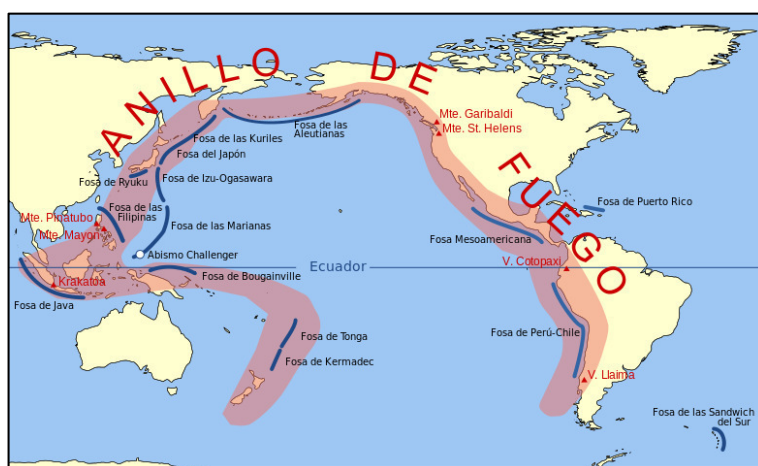 ANILLO DE FUEGO
Mte. Garibaldi
Mte. St. Helens
Fosa de las
Aleutianas
Fosa de las Kuriles
Fosa del Japón
Fosa de Ryuku
Fosa de Izu-Ogasawara
Fosa de Puerto Rico
Mte. Pinatubo
Fosa de las
Filipinas
Mte. Mayon
Fosa de las Marianas
Fosa Mesoamericana
Abismo Challenger
Ecuador
V. Cotopaxi
Fosa de Bougainville
Krakatoa
Fosa de Java
Fosa de Tonga
Fosa de Perú-Chile
Fosa de Kermadec
V. Llaima
Fosa de las Sandwich
del Sur